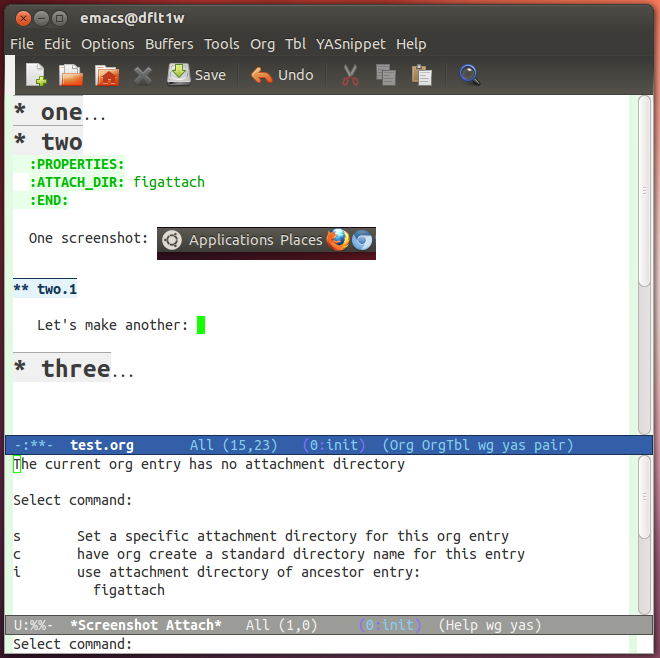 emacs@dflt1w
File Edit Options Buffers Tools Org Tbl YASnippet Help
Save Undo
* one...
* two
:PROPERTIES:
:ATTACH_DIR: figattach
:END:
One screenshot: Applications Places
** two.1
Let's make another:
* three...
-:**- test.org All (15,23) (0:init) (Org OrgTbl wg yas pair)
The current org entry has no attachment directory
Select command:
s Set a specific attachment directory for this org entry
c have org create a standard directory name for this entry
i use attachment directory of ancestor entry:
figattach
U:%%- *Screenshot Attach* All (1,0) (0:init) (Help wg yas)
Select command: